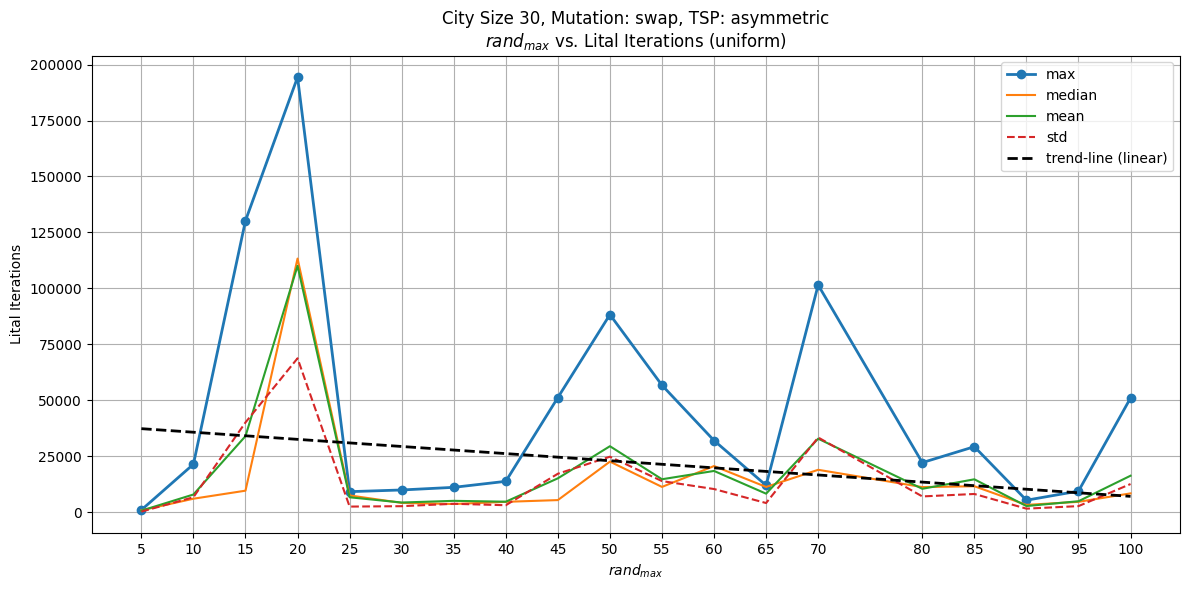 City Size 30, Mutation: swap, TSP: asymmetric
rand_max vs. Lital Iterations (uniform)
max
median
mean
std
trend-line (linear)
Lital Iterations
200000
175000
150000
125000
100000
75000
50000
25000
0
5 10 15 20 25 30 35 40 45 50 55 60 65 70 80 85 90 95 100
rand_max